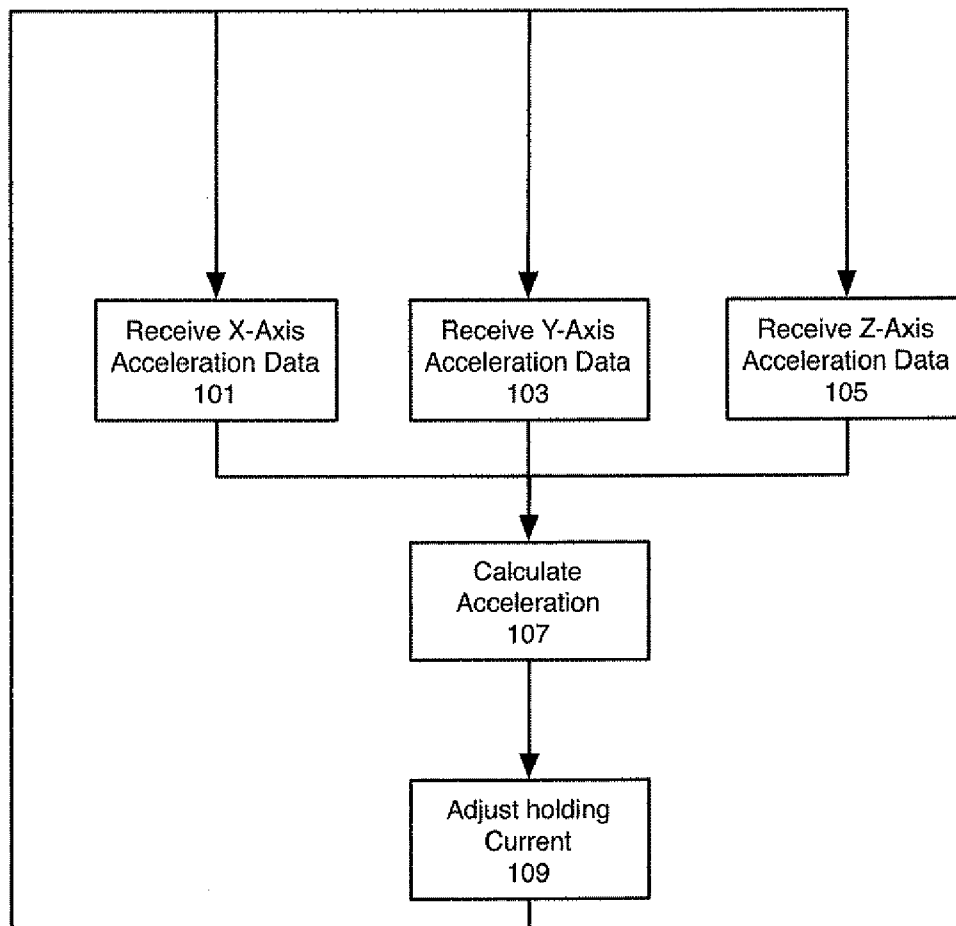 Receive X-Axis
Acceleration Data
101
Receive Y-Axis
Acceleration Data
103
Receive Z-Axis
Acceleration Data
105
Calculate
Acceleration
107
Adjust holding
Current
109